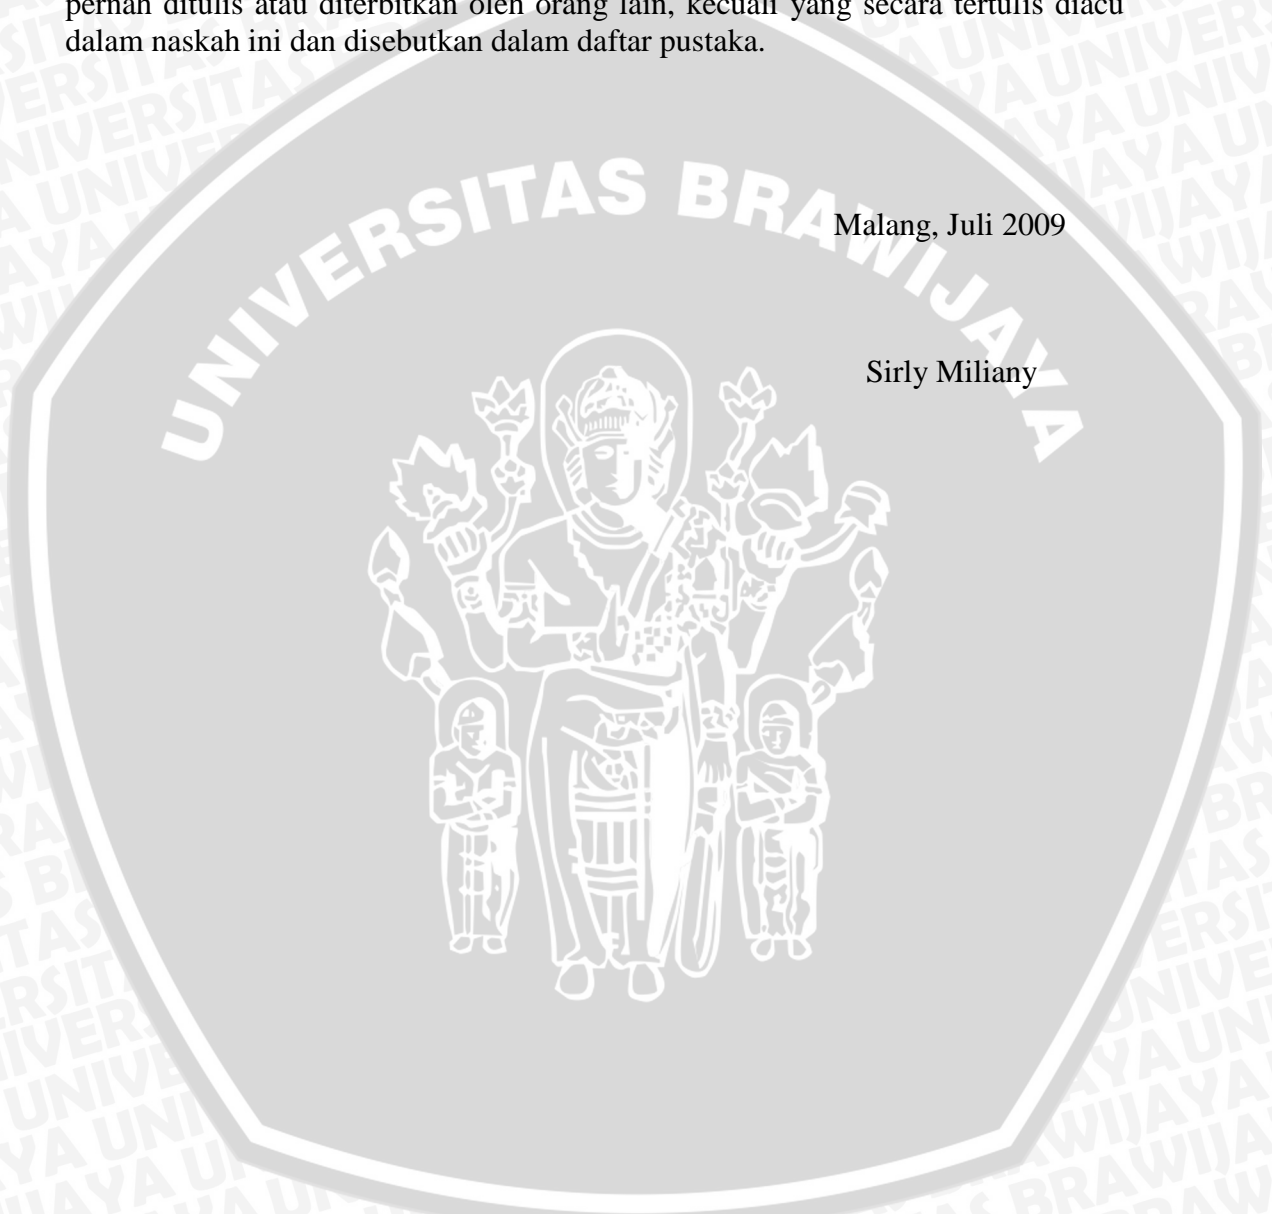 pernah ditulis atau diterbitkan oleh orang lain, kecuali yang secara tertulis diacu
dalam naskah ini dan disebutkan dalam daftar pustaka.
UNIVERSITAS BRAWIJAYA
Malang, Juli 2009
Sirly Miliany